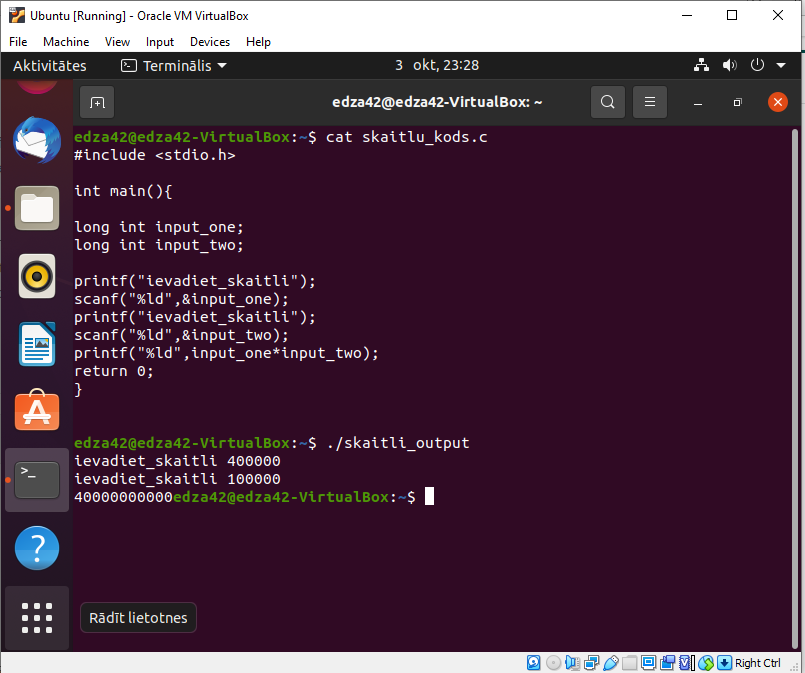 Ubuntu [Running] - Oracle VM VirtualBox
File Machine View Input Devices Help
Aktivitātes Terminālis 3 okt, 23:28
edza42@edza42-VirtualBox: ~
edza42@edza42-VirtualBox:~$ cat skaitlu_kods.c
#include <stdio.h>
int main(){
long int input_one;
long int input_two;
printf("ievadiet_skaitli");
scanf("%ld",&input_one);
printf("ievadiet_skaitli");
scanf("%ld",&input_two);
printf("%ld",input_one*input_two);
return 0;
}
edza42@edza42-VirtualBox:~$ ./skaitli_output
ievadiet_skaitli 400000
ievadiet_skaitli 100000
40000000000edza42@edza42-VirtualBox:~$
Rādīt lietotnes
Right Ctrl